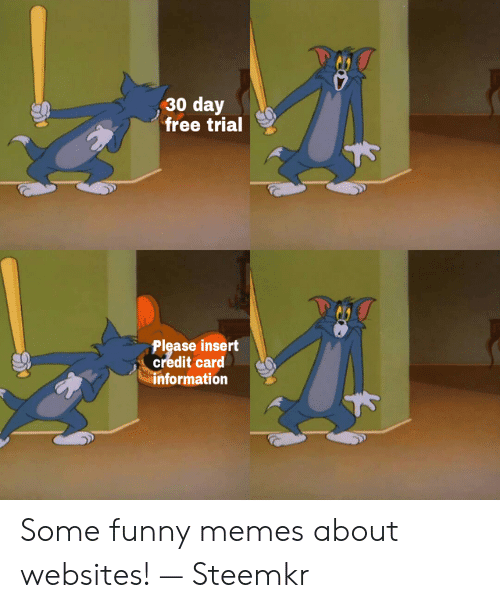 30 day
free trial
Please insert
credit card
information
Some funny memes about
websites! — Steemkr